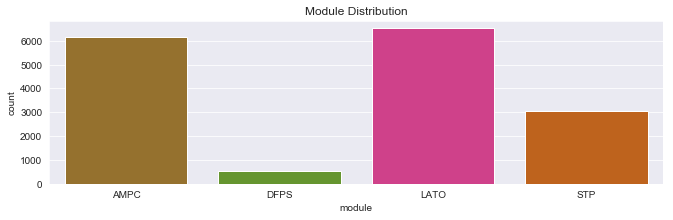 Module Distribution
count
6000
5000
4000
3000
2000
1000
0
AMPC
DFPS
LATO
STP
module